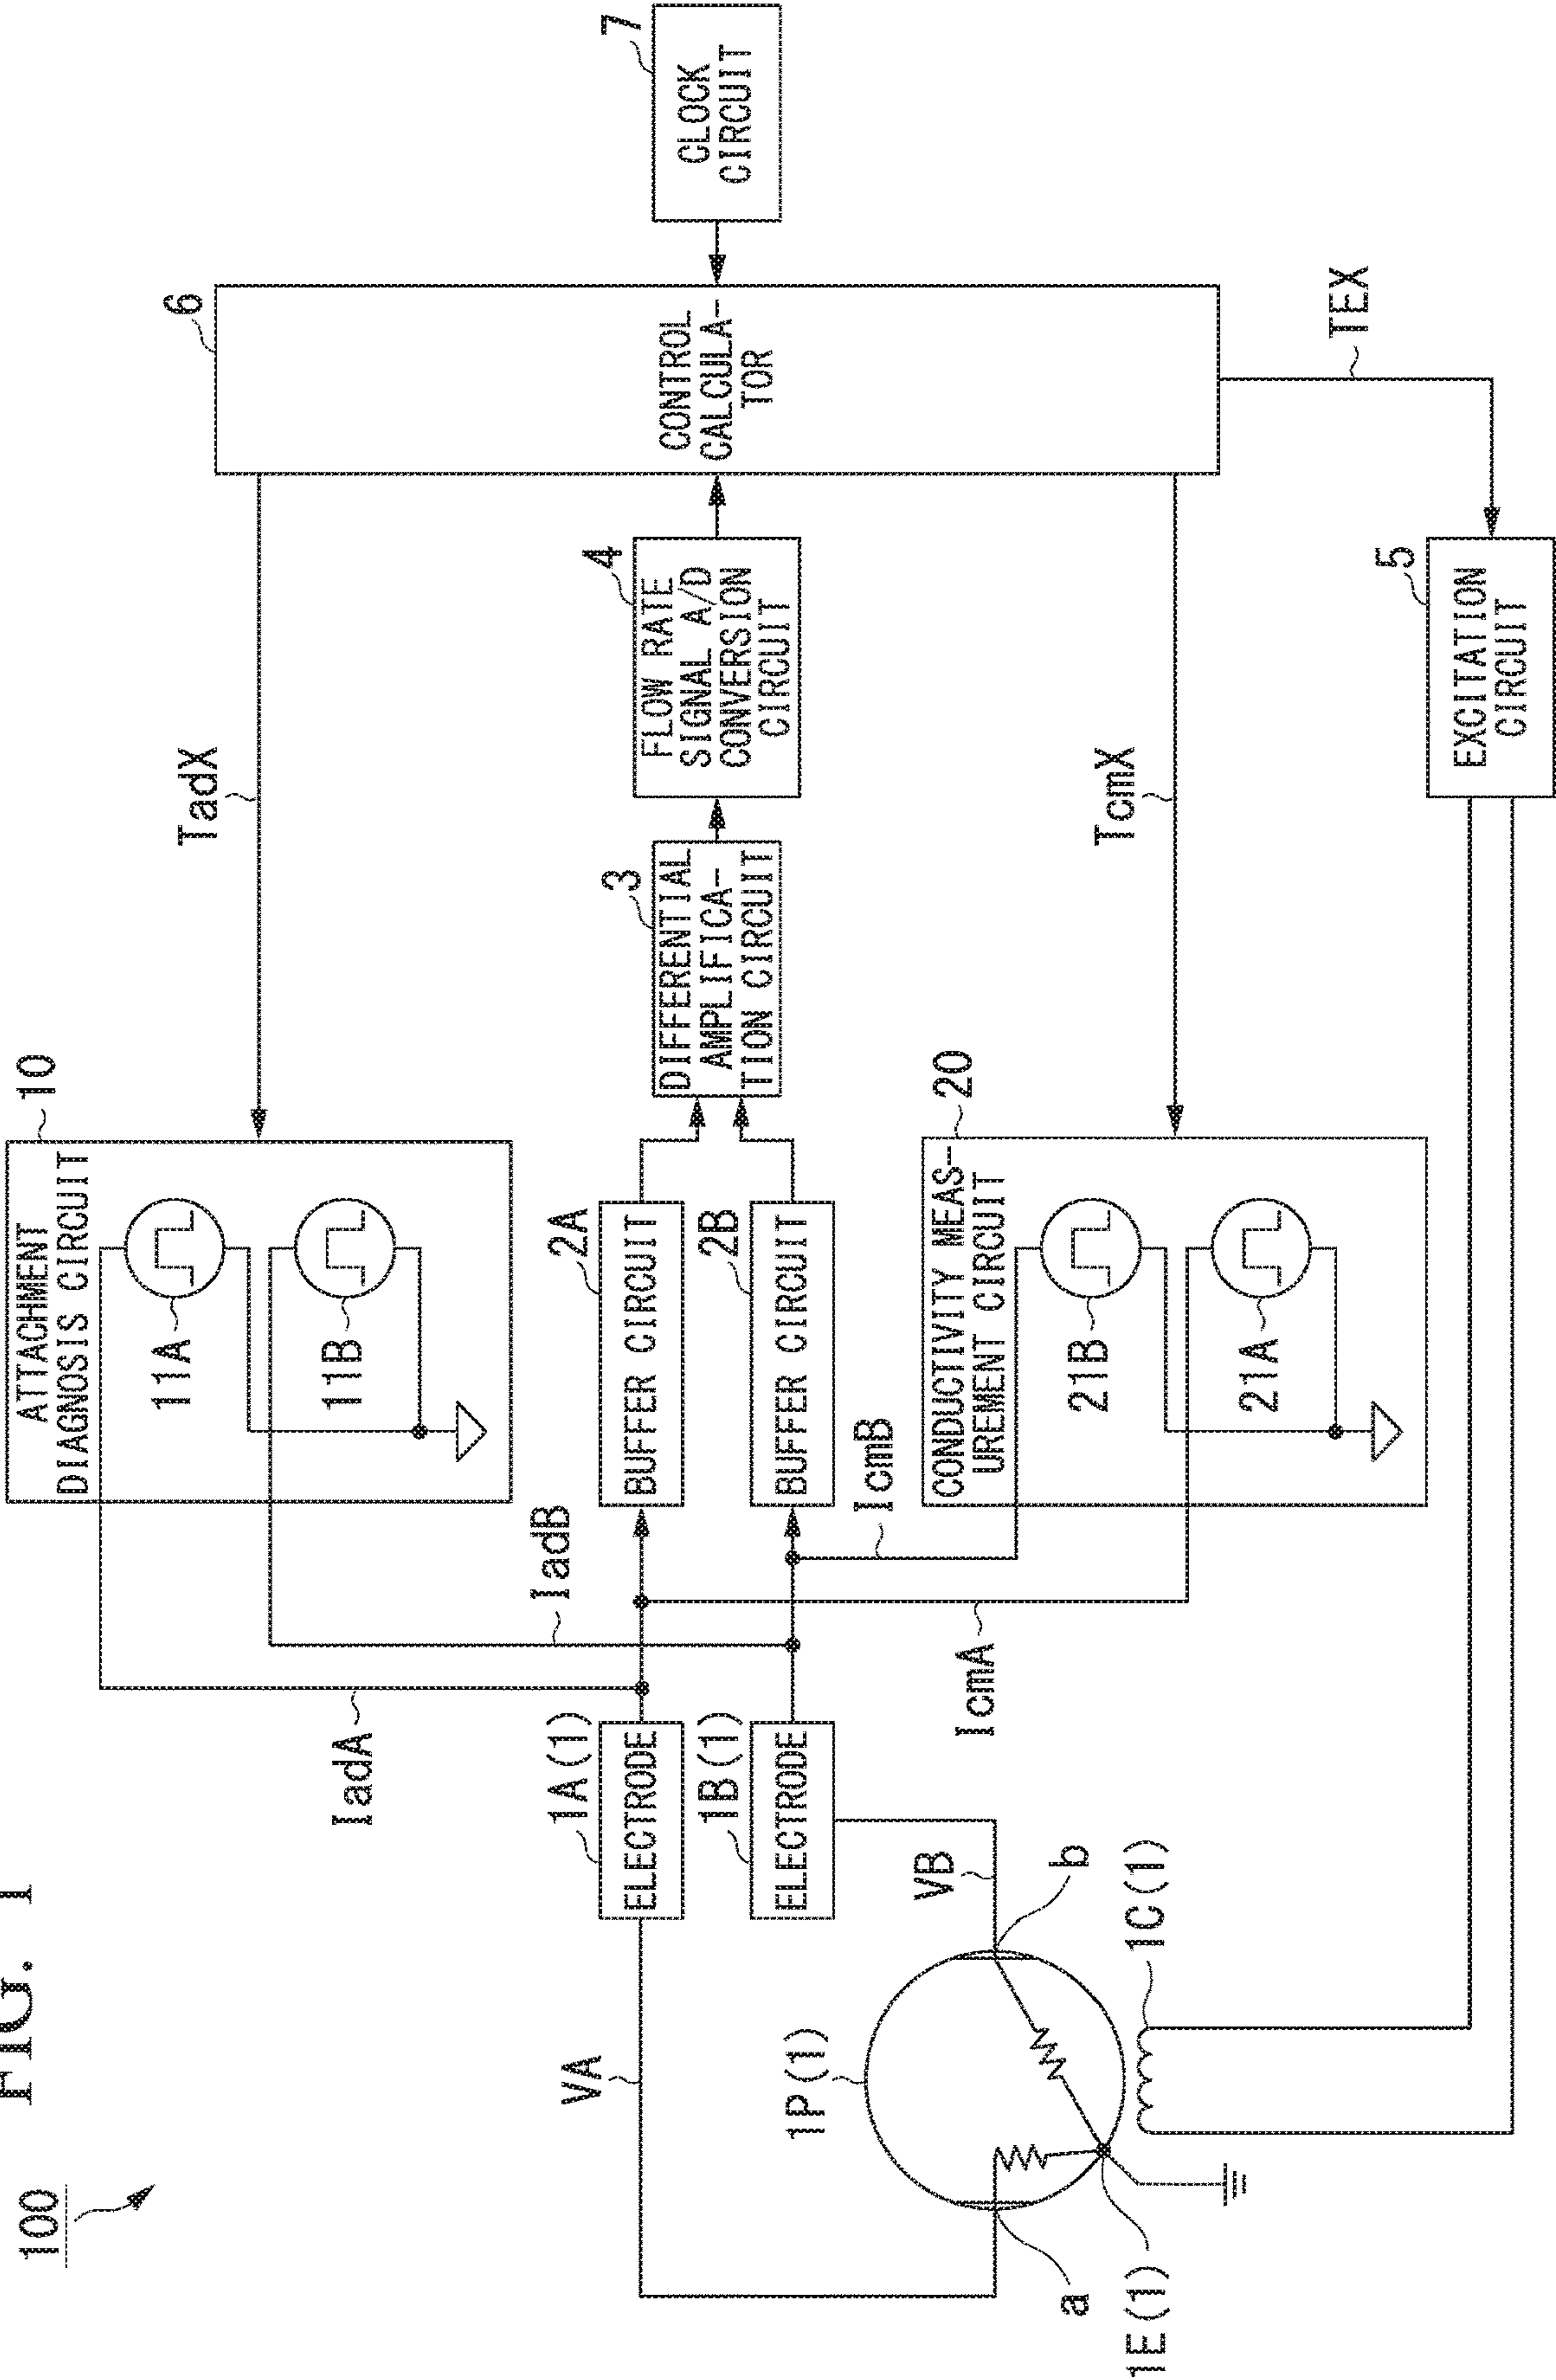 FIG. 1
100
ATTACHMENT
DIAGNOSIS CIRCUIT
10
11A
11B
TadX
6
CONTROL
CALCULA-
TOR
7
CLOCK
CIRCUIT
IadA
IadB
VA
1A(1)
ELECTRODE
2A
BUFFER CIRCUIT
3
DIFFERENTIAL
AMPLIFICA-
TION CIRCUIT
4
FLOW RATE
SIGNAL A/D
CONVERSION
CIRCUIT
1B(1)
ELECTRODE
2B
BUFFER CIRCUIT
1P(1)
VB
IcmB
IcmA
CONDUCTIVITY MEAS-
UREMENT CIRCUIT
20
21B
21A
TcmX
TEX
a
b
1E(1)
1C(1)
5
EXCITATION
CIRCUIT